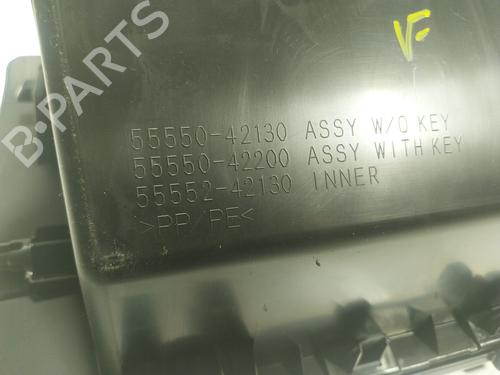 B-Parts
VF
55550-42130 ASSY W/O KEY
55550-42200 ASSY WITH KEY
55552-42130 INNER
>PP/PE<